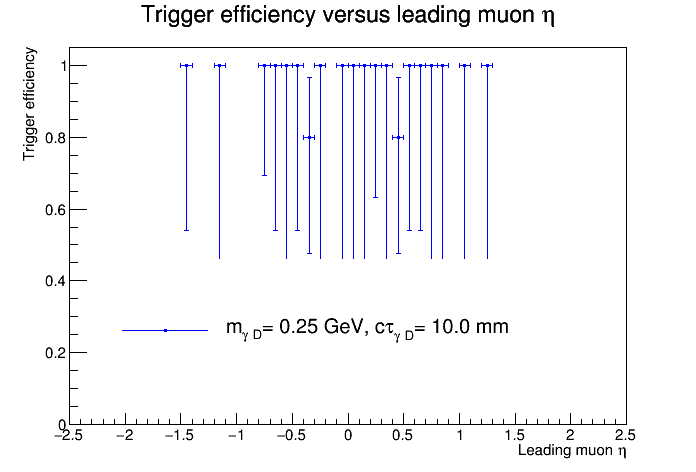 Trigger efficiency versus leading muon η
Trigger efficiency
1
0.8
0.6
0.4
0.2
0
m_γ D= 0.25 GeV, cτ_γ D= 10.0 mm
−2.5 −2 −1.5 −1 −0.5 0 0.5 1 1.5 2 2.5
Leading muon η